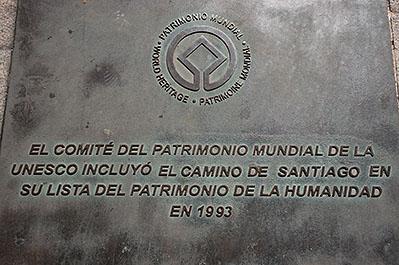 PATRIMONIO MUNDIAL • WORLD HERITAGE • PATRIMOINE MONDIAL •
EL COMITÉ DEL PATRIMONIO MUNDIAL DE LA
UNESCO INCLUYÓ EL CAMINO DE SANTIAGO EN
SU LISTA DEL PATRIMONIO DE LA HUMANIDAD
EN 1993